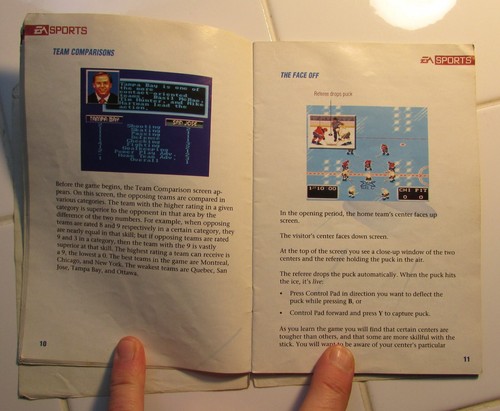 EA SPORTS
TEAM COMPARISONS
TAMPA BAY
SAN JOSE
Before the game begins, the Team Comparison screen ap-
pears. On this screen, the opposing teams are compared in
various categories. The team with the higher rating in a given
category is superior to the opponent in that area by the
difference of the two numbers. For example, when opposing
teams are rated 8 and 9 respectively in a certain category, they
are nearly equal in that skill; but if opposing teams are rated
9 and 3 in a category, then the team with the 9 is vastly
superior at that skill. The highest rating a team can receive is
a 9, the lowest a 0. The best teams in the game are Montreal,
Chicago, and New York. The weakest teams are Quebec, San
Jose, Tampa Bay, and Ottawa.
10
EA SPORTS
THE FACE OFF
Referee drops puck
1 10:00
CHI PIT
0 0
In the opening period, the home team's center faces up
screen.
The visitor's center faces down screen.
At the top of the screen you see a close-up window of the two
centers and the referee holding the puck in the air.
The referee drops the puck automatically. When the puck hits
the ice, it's live:
• Press Control Pad in direction you want to deflect the
puck while pressing B, or
• Control Pad forward and press Y to capture puck.
As you learn the game you will find that certain centers are
tougher than others, and that some are more skillful with the
stick. You will want to be aware of your center's particular
11